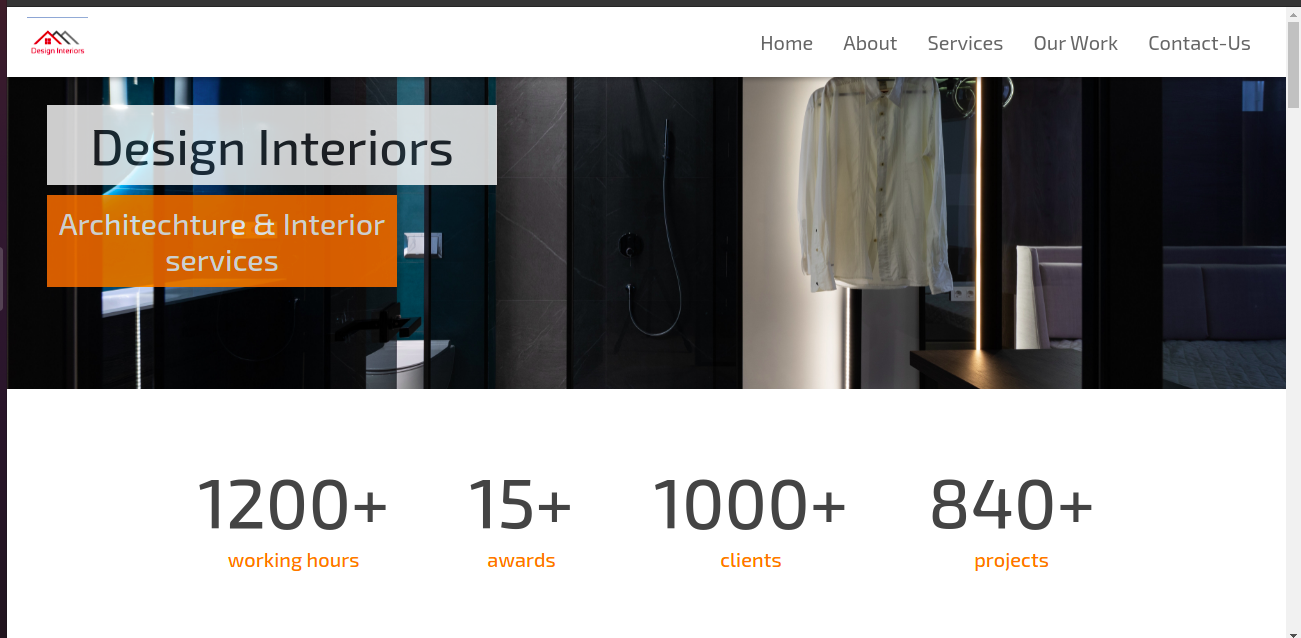 Design Interiors
Home About Services Our Work Contact-Us
Design Interiors
Architechture & Interior
services
1200+ 15+ 1000+ 840+
working hours awards clients projects